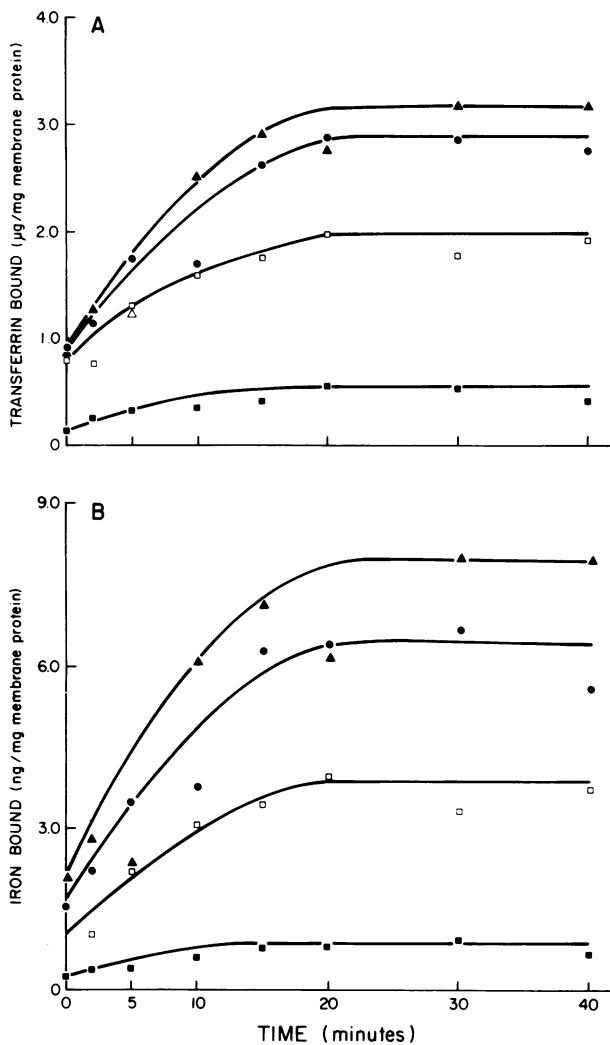 A
4.0
3.0
2.0
1.0
0
TRANSFERRIN BOUND (µg/mg membrane protein)
B
9.0
6.0
3.0
0
IRON BOUND (ng/mg membrane protein)
0 5 10 20 30 40
TIME (minutes)